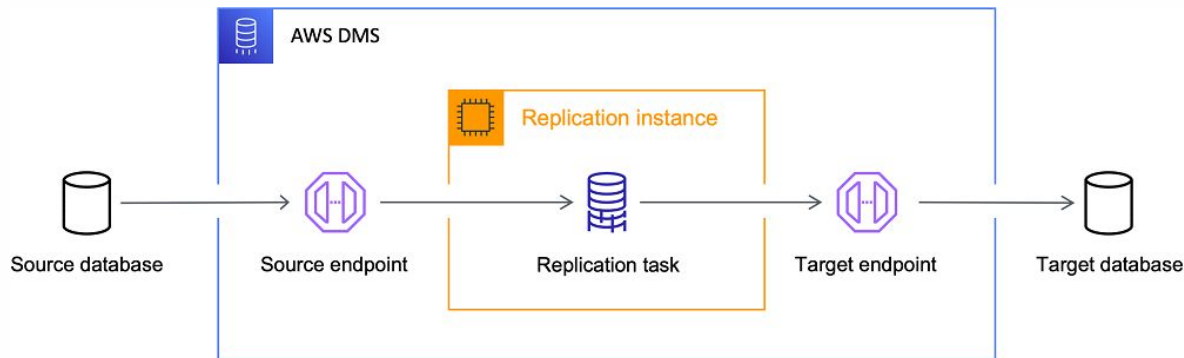 AWS DMS
Replication instance
Source database
Source endpoint
Replication task
Target endpoint
Target database